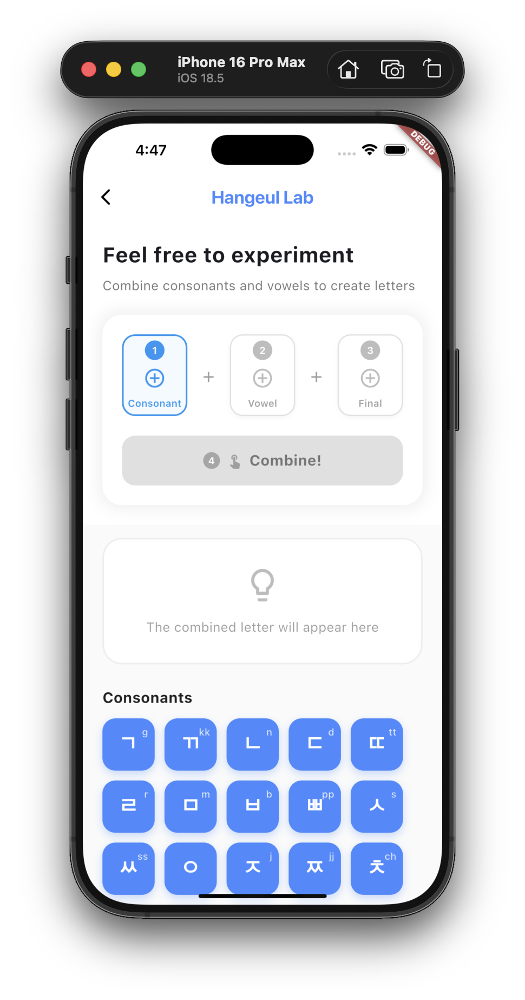 iPhone 16 Pro Max
iOS 18.5
4:47
DEBUG
Hangeul Lab
Feel free to experiment
Combine consonants and vowels to create letters
1 2 3
+ +
Consonant Vowel Final
4 Combine!
The combined letter will appear here
Consonants
ㄱ g ㄲ kk ㄴ n ㄷ d ㄸ tt
ㄹ r ㅁ m ㅂ b ㅃ pp ㅅ s
ㅆ ss ㅇ ㅈ j ㅉ jj ㅊ ch